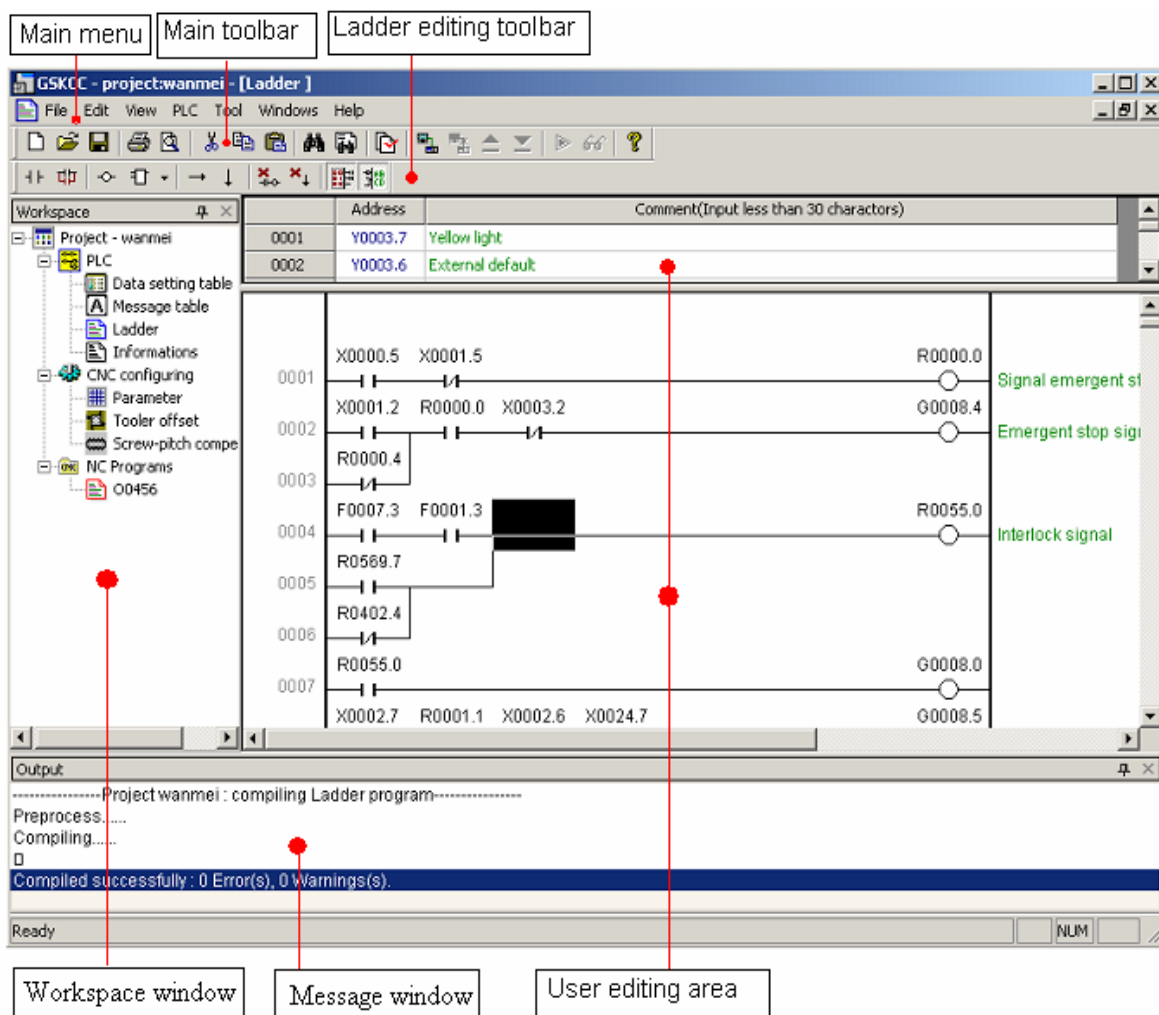 Main menu
Main toolbar
Ladder editing toolbar
GSKCC - project:wanmei - [Ladder ]
File Edit View PLC Tool Windows Help
Workspace
Project - wanmei
PLC
Data setting table
Message table
Ladder
Informations
CNC configuring
Parameter
Tooler offset
Screw-pitch compe
NC Programs
O0456
Address Comment(Input less than 30 charactors)
0001 Y0003.7 Yellow light
0002 Y0003.6 External default
X0000.5 X0001.5 R0000.0
0001 Signal emergent st
X0001.2 R0000.0 X0003.2 G0008.4
0002 Emergent stop sign
R0000.4
0003
F0007.3 F0001.3 R0055.0
0004 Interlock signal
R0569.7
0005
R0402.4
0006
R0055.0 G0008.0
0007
X0002.7 R0001.1 X0002.6 X0024.7 G0008.5
Output
----------------Project wanmei : compiling Ladder program----------------
Preprocess......
Compiling......
Compiled successfully : 0 Error(s), 0 Warnings(s).
Ready NUM
Workspace window
Message window
User editing area